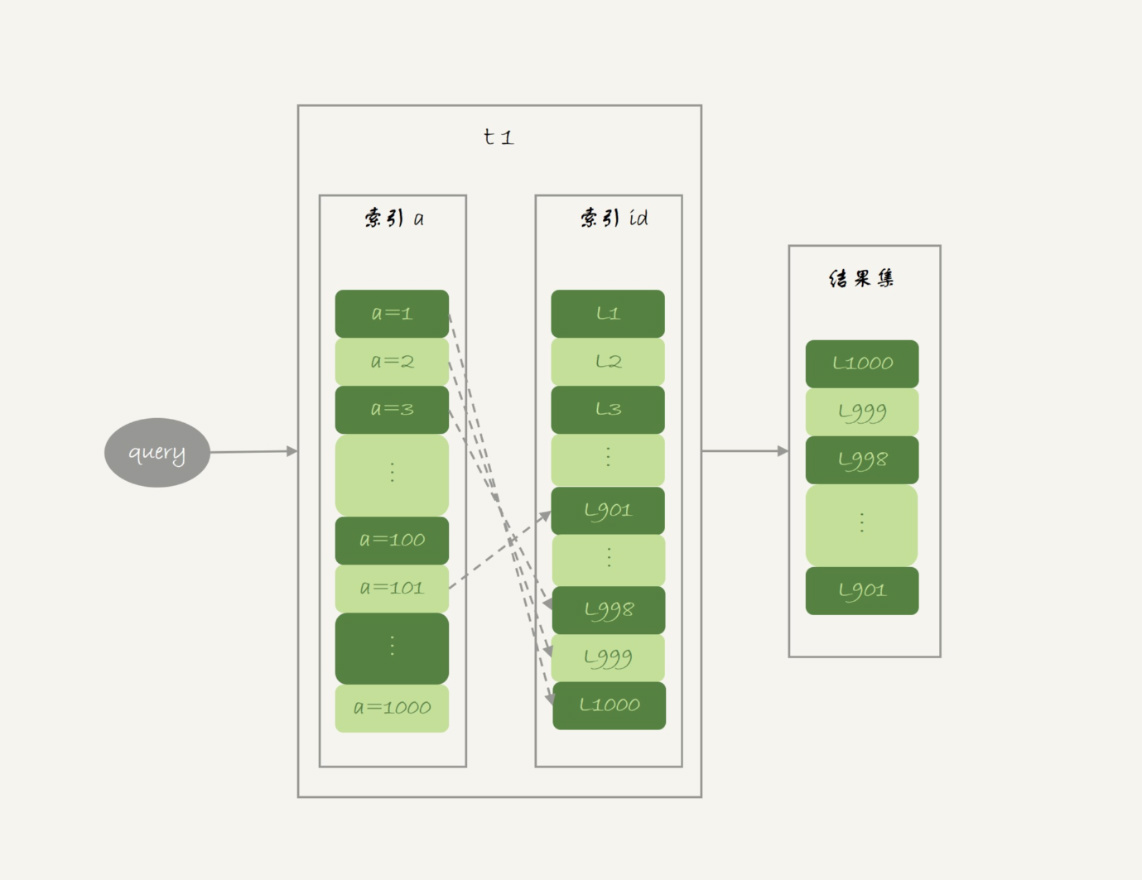 t1
索引 a
索引 id
结果集
a=1
a=2
a=3
⋮
a=100
a=101
⋮
a=1000
L1
L2
L3
⋮
L901
⋮
L998
L999
L1000
L1000
L999
L998
⋮
L901
query